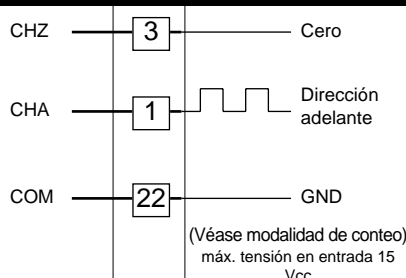 CHZ 3 Cero
CHA 1 Dirección
adelante
COM 22 GND
(Véase modalidad de conteo)
máx. tensión en entrada 15
Vcc